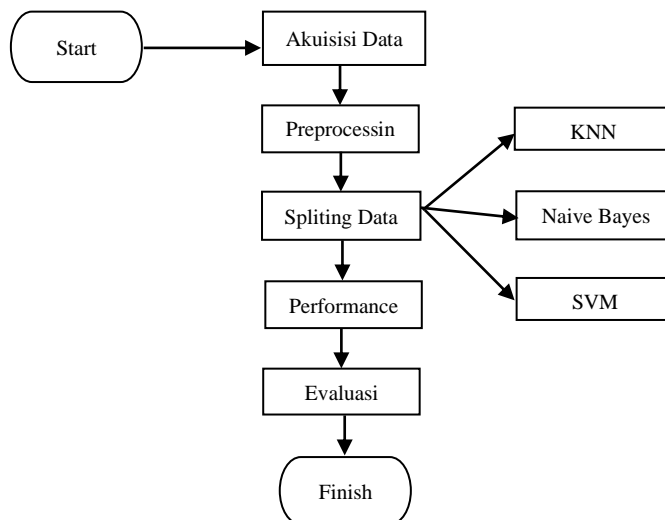 Start
Akuisisi Data
Preprocessin
KNN
Spliting Data
Naive Bayes
Performance
SVM
Evaluasi
Finish